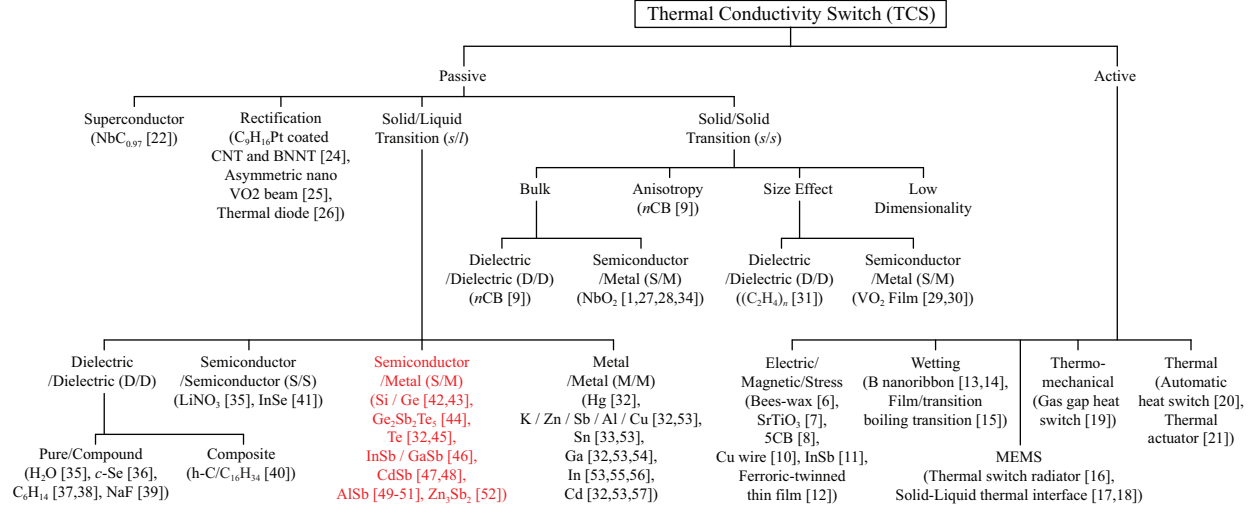 Thermal Conductivity Switch (TCS)
Passive
Active
Superconductor
(NbC₀.₉₇ [22])
Rectification
(C₉H₁₆Pt coated
CNT and BNNT [24],
Asymmetric nano
VO2 beam [25],
Thermal diode [26])
Solid/Liquid
Transition (s/l)
Solid/Solid
Transition (s/s)
Bulk
Anisotropy
(nCB [9])
Size Effect
Low
Dimensionality
Dielectric
/Dielectric (D/D)
(nCB [9])
Semiconductor
/Metal (S/M)
(NbO₂ [1,27,28,34])
Dielectric
/Dielectric (D/D)
((C₂H₄)ₙ [31])
Semiconductor
/Metal (S/M)
(VO₂ Film [29,30])
Dielectric
/Dielectric (D/D)
Semiconductor
/Semiconductor (S/S)
(LiNO₃ [35], InSe [41])
Semiconductor
/Metal (S/M)
(Si / Ge [42,43],
Ge₂Sb₂Te₅ [44],
Te [32,45],
InSb / GaSb [46],
CdSb [47,48],
AlSb [49-51], Zn₃Sb₂ [52])
Metal
/Metal (M/M)
(Hg [32],
K / Zn / Sb / Al / Cu [32,53],
Sn [33,53],
Ga [32,53,54],
In [53,55,56],
Cd [32,53,57])
Pure/Compound
(H₂O [35], c-Se [36],
C₆H₁₄ [37,38], NaF [39])
Composite
(h-C/C₁₆H₃₄ [40])
Electric/
Magnetic/Stress
(Bees-wax [6],
SrTiO₃ [7],
5CB [8],
Cu wire [10], InSb [11],
Ferroric-twinned
thin film [12])
Wetting
(B nanoribbon [13,14],
Film/transition
boiling transition [15])
Thermo-
mechanical
(Gas gap heat
switch [19])
Thermal
(Automatic
heat switch [20],
Thermal
actuator [21])
MEMS
(Thermal switch radiator [16],
Solid-Liquid thermal interface [17,18])